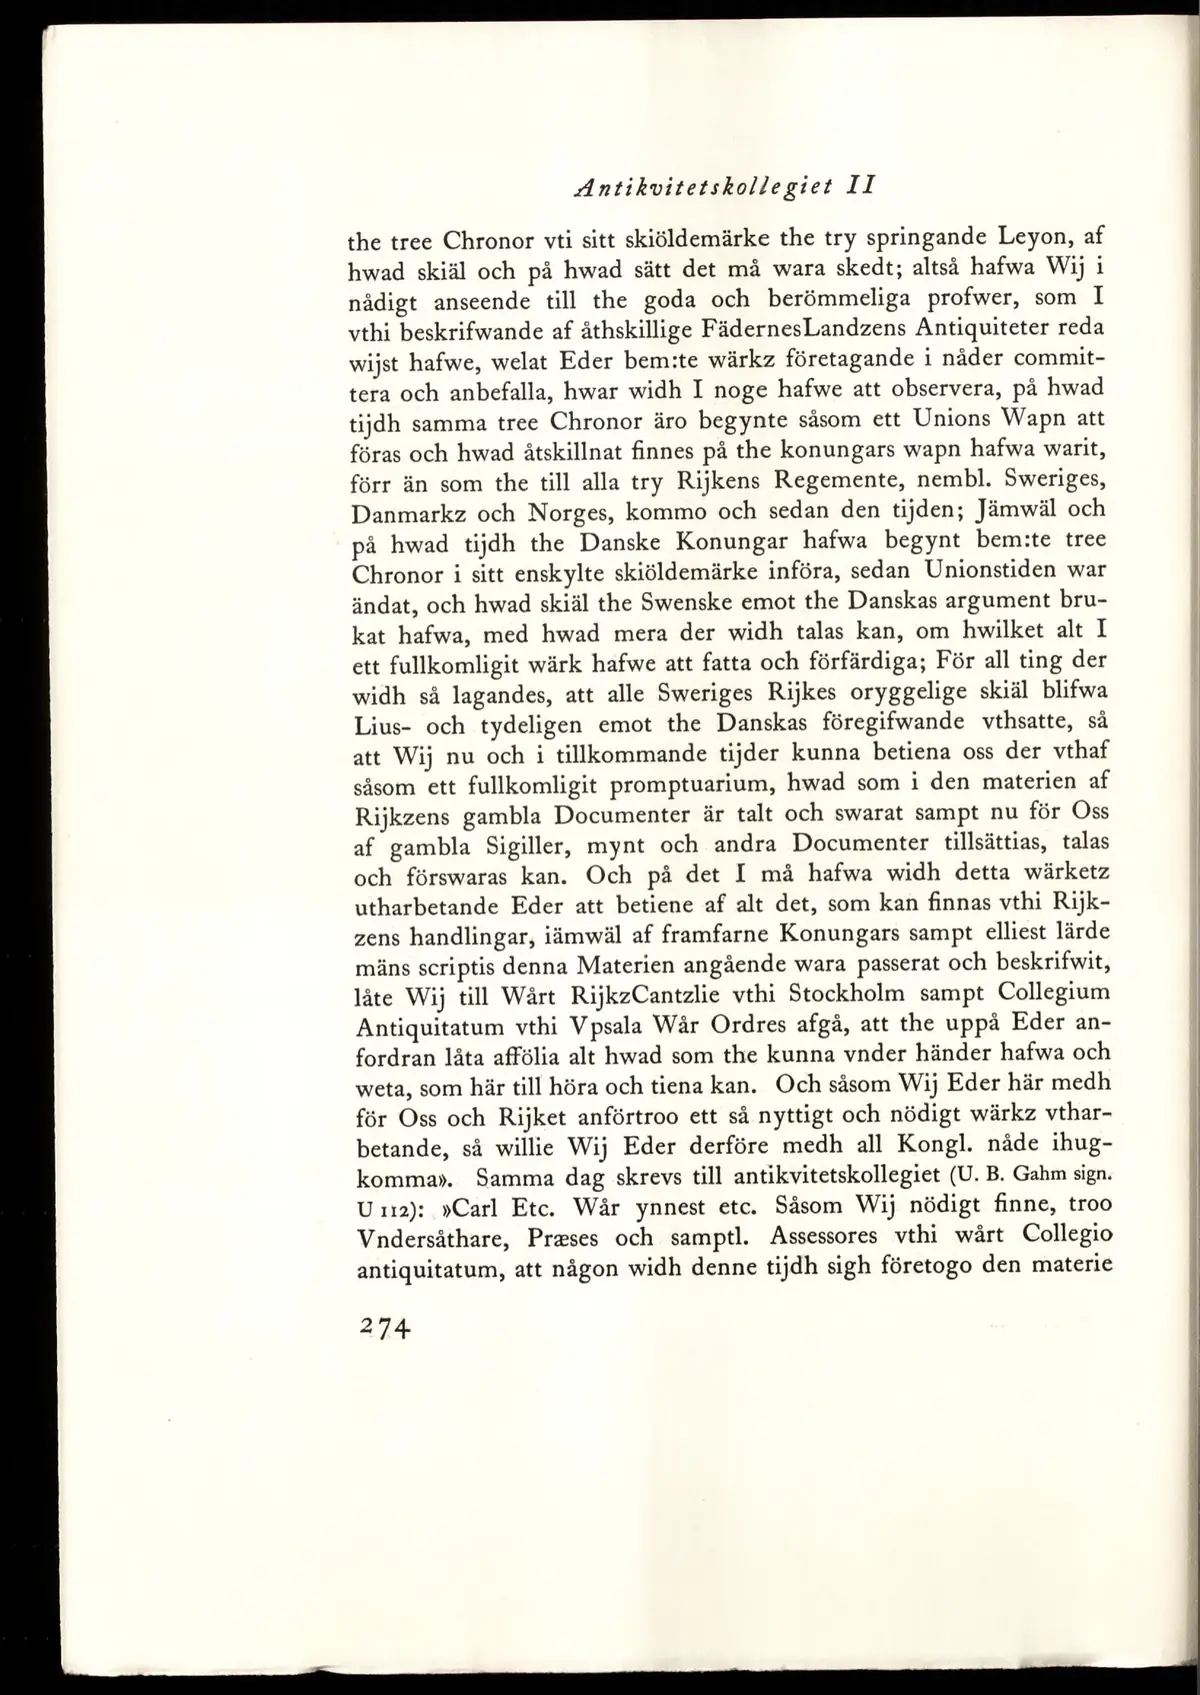 Antikvitetskollegiet II
the tree Chronor vti sitt skiöldemärke the try springande Leyon, af
hwad skiäl och på hwad sätt det må wara skedt; altså hafwa Wij i
nådigt anseende till the goda och berömmeliga profwer, som I
vthi beskrifwande af åthskillige FädernesLandzens Antiquiteter reda
wijst hafwe, welat Eder bem:te wärkz företagande i nåder commit-
tera och anbefalla, hwar widh I noge hafwe att observera, på hwad
tijdh samma tree Chronor äro begynte såsom ett Unions Wapn att
föras och hwad åtskillnat finnes på the konungars wapn hafwa warit,
förr än som the till alla try Rijkens Regemente, nembl. Sweriges,
Danmarkz och Norges, kommo och sedan den tijden; Jämwäl och
på hwad tijdh the Danske Konungar hafwa begynt bem:te tree
Chronor i sitt enskylte skiöldemärke införa, sedan Unionstiden war
ändat, och hwad skiäl the Swenske emot the Danskas argument bru-
kat hafwa, med hwad mera der widh talas kan, om hwilket alt I
ett fullkomligit wärk hafwe att fatta och förfärdiga; För all ting der
widh så lagandes, att alle Sweriges Rijkes oryggelige skiäl blifwa
Lius- och tydeligen emot the Danskas föregifwande vthsatte, så
att Wij nu och i tillkommande tijder kunna betiena oss der vthaf
såsom ett fullkomligit promptuarium, hwad som i den materien af
Rijkzens gambla Documenter är talt och swarat sampt nu för Oss
af gambla Sigiller, mynt och andra Documenter tillsättias, talas
och förswaras kan. Och på det I må hafwa widh detta wärketz
utharbetande Eder att betiene af alt det, som kan finnas vthi Rijk-
zens handlingar, iämwäl af framfarne Konungars sampt elliest lärde
mäns scriptis denna Materien angående wara passerat och beskrifwit,
låte Wij till Wårt RijkzCantzlie vthi Stockholm sampt Collegium
Antiquitatum vthi Vpsala Wår Ordres afgå, att the uppå Eder an-
fordran låta affölia alt hwad som the kunna vnder händer hafwa och
weta, som här till höra och tiena kan. Och såsom Wij Eder här medh
för Oss och Rijket anförtroo ett så nyttigt och nödigt wärkz vthar-
betande, så willie Wij Eder derföre medh all Kongl. nåde ihug-
komma». Samma dag skrevs till antikvitetskollegiet (U. B. Gahm sign.
U 112): »Carl Etc. Wår ynnest etc. Såsom Wij nödigt finne, troo
Vndersåthare, Præses och samptl. Assessores vthi wårt Collegio
antiquitatum, att någon widh denne tijdh sigh företogo den materie
274